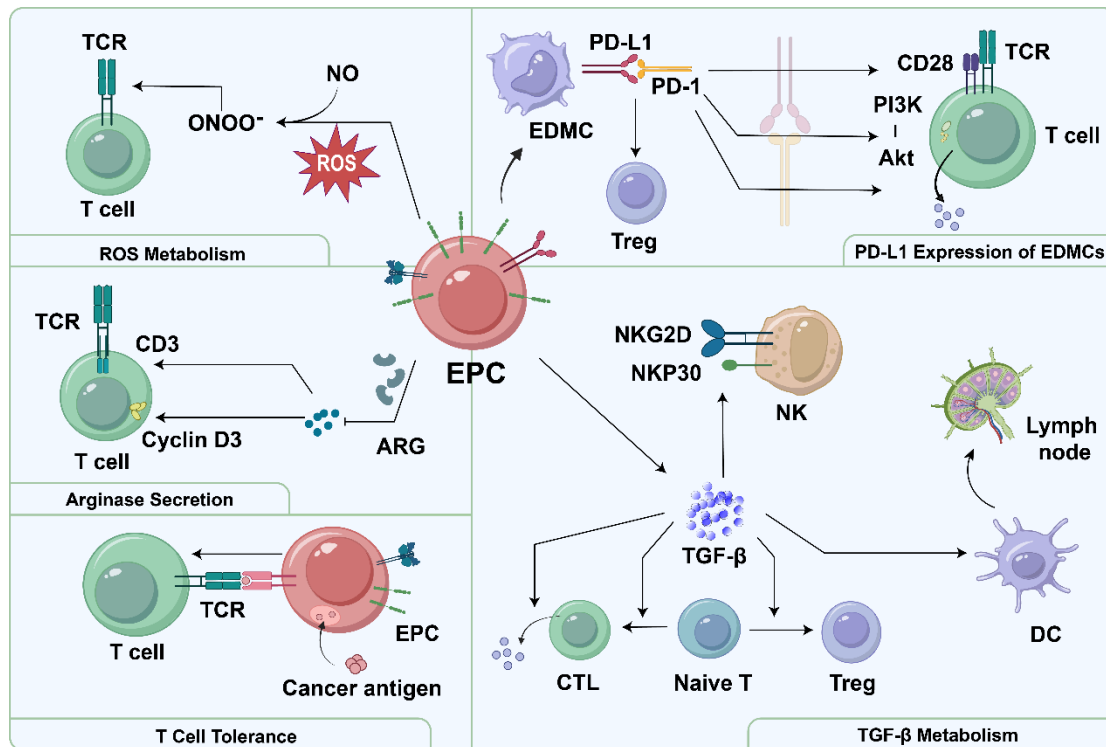 TCR
NO
ONOO⁻
ROS
T cell
ROS Metabolism
PD-L1
PD-1
EDMC
Treg
CD28
TCR
PI3K
Akt
T cell
PD-L1 Expression of EDMCs
EPC
TCR
CD3
Cyclin D3
ARG
T cell
Arginase Secretion
TCR
T cell
EPC
Cancer antigen
T Cell Tolerance
NKG2D
NKP30
NK
Lymph
node
TGF-β
DC
CTL
Naive T
Treg
TGF-β Metabolism